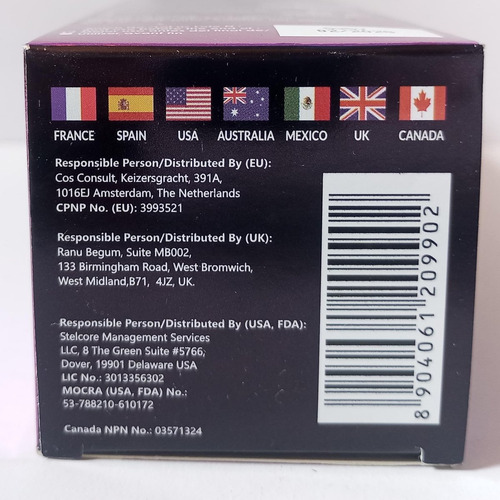 FRANCE SPAIN USA AUSTRALIA MEXICO UK CANADA
Responsible Person/Distributed By (EU):
Cos Consult, Keizersgracht, 391A,
1016EJ Amsterdam, The Netherlands
CPNP No. (EU): 3993521
Responsible Person/Distributed By (UK):
Ranu Begum, Suite MB002,
133 Birmingham Road, West Bromwich,
West Midland,B71, 4JZ, UK.
Responsible Person/Distributed By (USA, FDA):
Stelcore Management Services
LLC, 8 The Green Suite #5766,
Dover, 19901 Delaware USA
LIC No.: 3013356302
MOCRA (USA, FDA) No.:
53-788210-610172
Canada NPN No.: 03571324
8 904061 209902